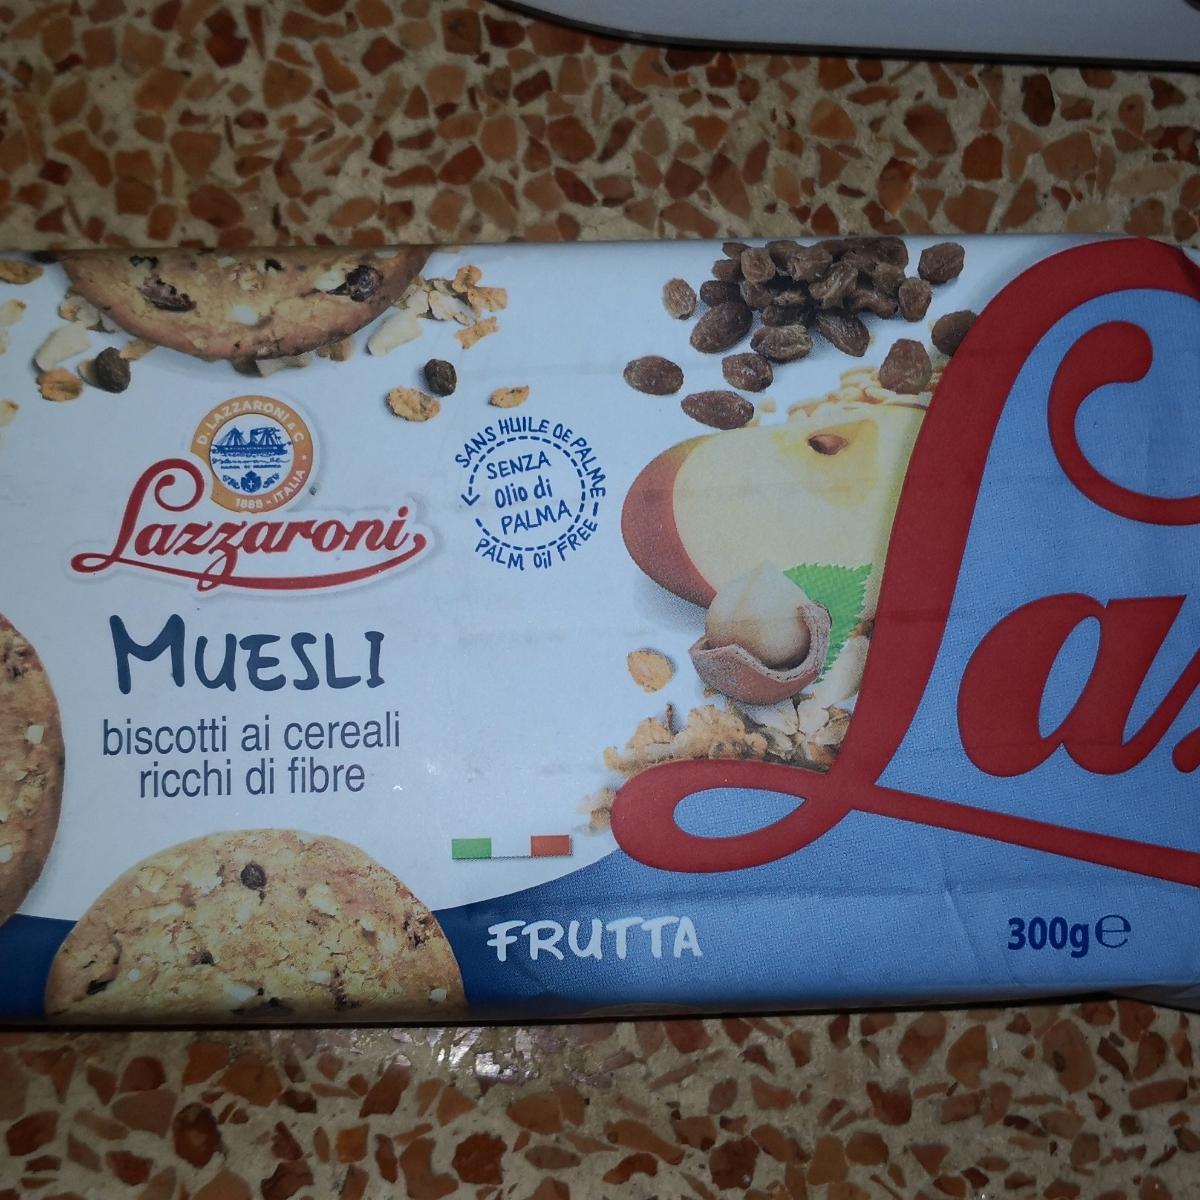 D. LAZZARONI & C
1888 - ITALIA
Lazzaroni
MUESLI
biscotti ai cereali
ricchi di fibre
SANS HUILE DE PALME
SENZA
Olio di
PALMA
PALM Oil FREE
La
FRUTTA
300g e